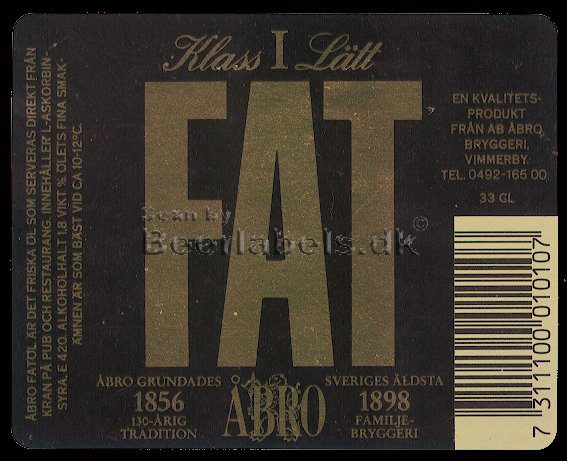 Klass I Lätt
FAT
ÅBRO FATÖL ÄR DET FRISKA ÖL SOM SERVERAS DIREKT FRÅN
KRAN PÅ PUB OCH RESTAURANG. INNEHÅLLER L-ASKORBIN-
SYRA, E 420. ALKOHOLHALT 1,8 VIKT %. ÖLETS FINA SMAK-
ÄMNEN ÄR SOM BÄST VID CA 10-12°C.
EN KVALITETS-
PRODUKT
FRÅN AB ÅBRO
BRYGGERI,
VIMMERBY.
TEL. 0492-165 00.
33 CL
Scan by
Beerlabels.dk ©
ÅBRO GRUNDADES
1856
130-ÅRIG
TRADITION
ÅBRO
SVERIGES ÄLDSTA
1898
FAMILJE-
BRYGGERI
7 311100 010107